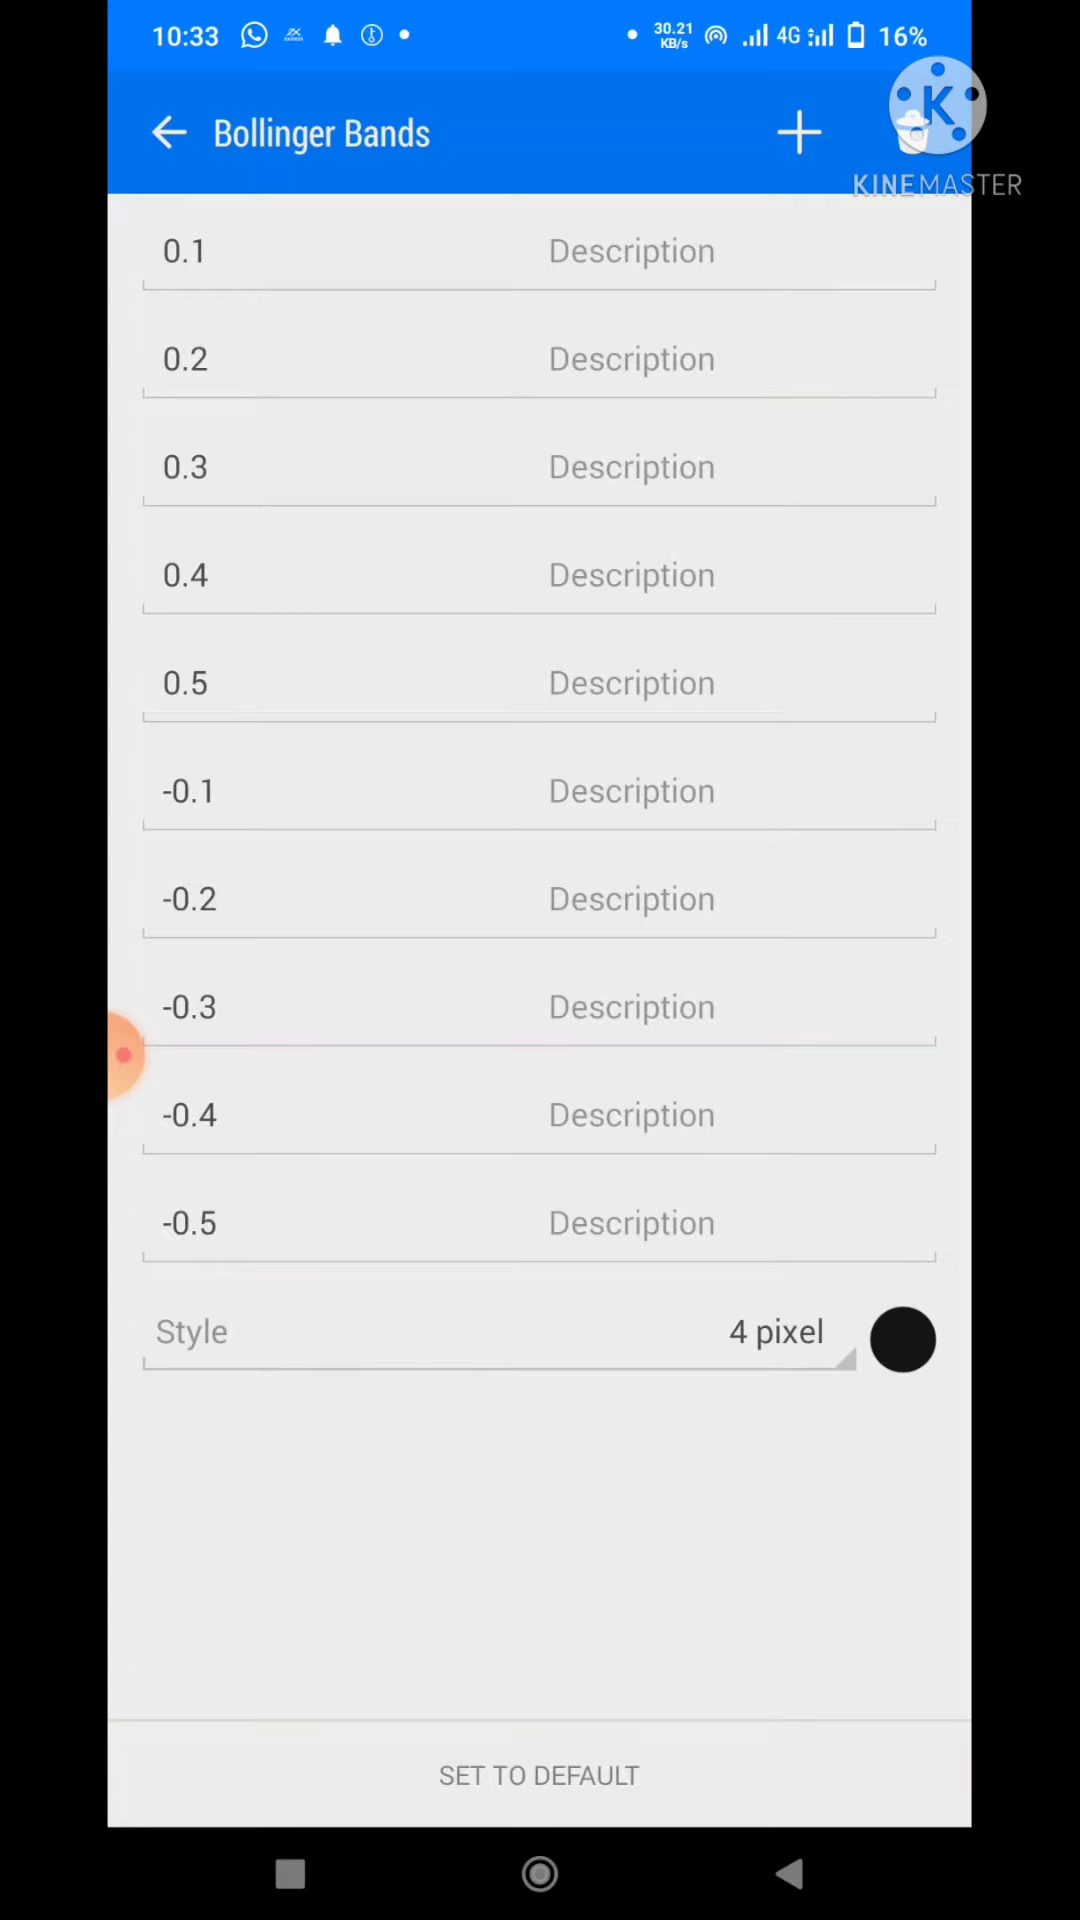 10:33 30.21 KB/s 4G 16%
Bollinger Bands
KINEMASTER
0.1 Description
0.2 Description
0.3 Description
0.4 Description
0.5 Description
-0.1 Description
-0.2 Description
-0.3 Description
-0.4 Description
-0.5 Description
Style 4 pixel
SET TO DEFAULT